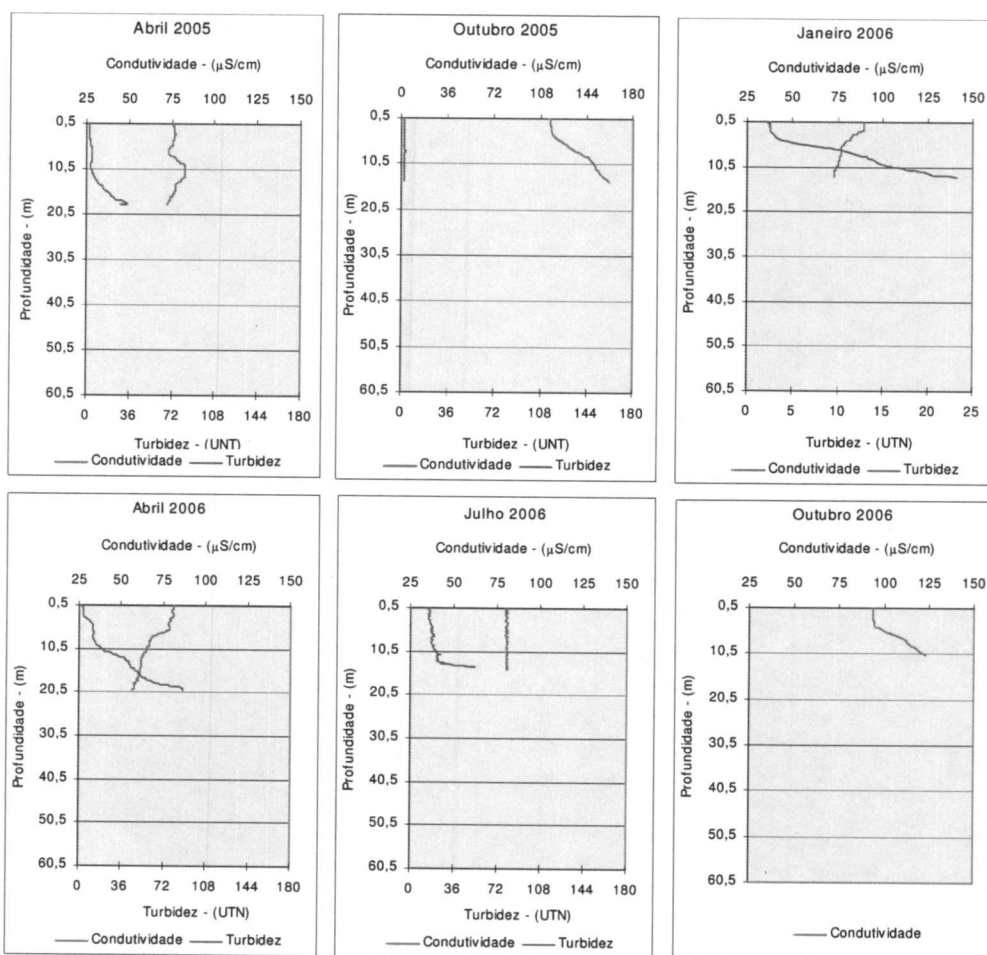 Abril 2005
Condutividade - (µS/cm)
25 50 75 100 125 150
0,5
10,5
20,5
30,5
40,5
50,5
60,5
Profundidade - (m)
0 36 72 108 144 180
Turbidez - (UNT)
Condutividade Turbidez
Outubro 2005
Condutividade - (µS/cm)
0 36 72 108 144 180
0,5
10,5
20,5
30,5
40,5
50,5
60,5
Profundidade - (m)
0 36 72 108 144 180
Turbidez - (UNT)
Condutividade Turbidez
Janeiro 2006
Condutividade - (µS/cm)
25 50 75 100 125 150
0,5
10,5
20,5
30,5
40,5
50,5
60,5
Profundidade - (m)
0 5 10 15 20 25
Turbidez - (UTN)
Condutividade Turbidez
Abril 2006
Condutividade - (µS/cm)
25 50 75 100 125 150
0,5
10,5
20,5
30,5
40,5
50,5
60,5
Profundidade - (m)
0 36 72 108 144 180
Turbidez - (UTN)
Condutividade Turbidez
Julho 2006
Condutividade - (µS/cm)
25 50 75 100 125 150
0,5
10,5
20,5
30,5
40,5
50,5
60,5
Profundidade - (m)
0 36 72 108 144 180
Turbidez - (UTN)
Condutividade Turbidez
Outubro 2006
Condutividade - (µS/cm)
25 50 75 100 125 150
0,5
10,5
20,5
30,5
40,5
50,5
60,5
Profundidade - (m)
Condutividade